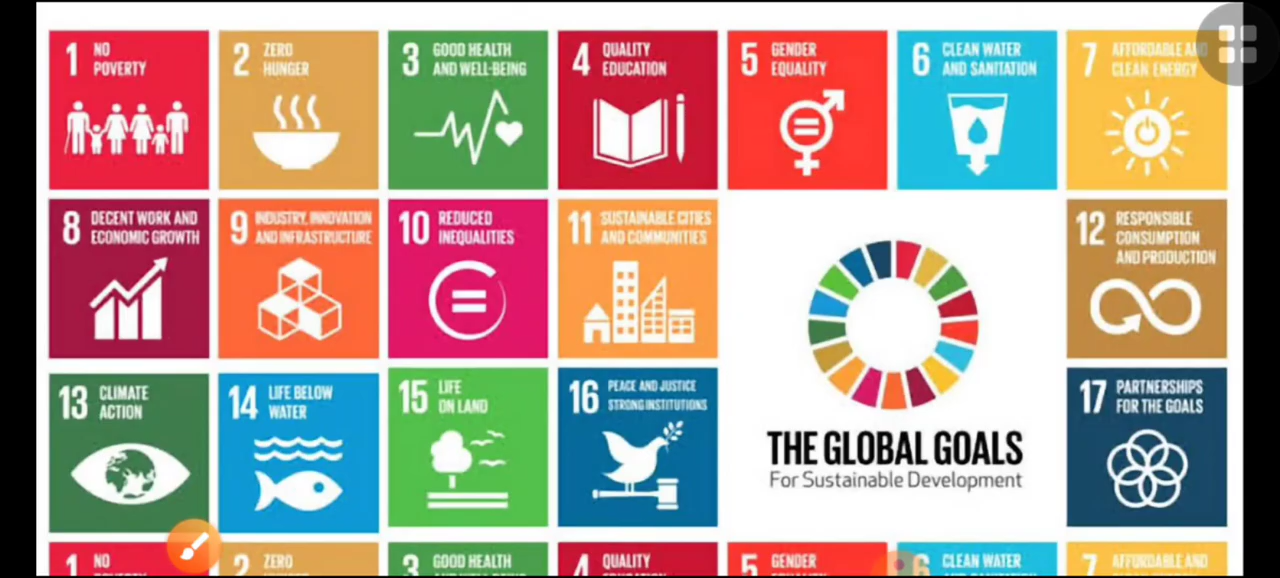 1 NO
POVERTY
2 ZERO
HUNGER
3 GOOD HEALTH
AND WELL-BEING
4 QUALITY
EDUCATION
5 GENDER
EQUALITY
6 CLEAN WATER
AND SANITATION
7 AFFORDABLE AND
CLEAN ENERGY
8 DECENT WORK AND
ECONOMIC GROWTH
9 INDUSTRY, INNOVATION
AND INFRASTRUCTURE
10 REDUCED
INEQUALITIES
11 SUSTAINABLE CITIES
AND COMMUNITIES
12 RESPONSIBLE
CONSUMPTION
AND PRODUCTION
13 CLIMATE
ACTION
14 LIFE BELOW
WATER
15 LIFE
ON LAND
16 PEACE AND JUSTICE
STRONG INSTITUTIONS
THE GLOBAL GOALS
For Sustainable Development
17 PARTNERSHIPS
FOR THE GOALS
1 NO
2 ZERO
3 GOOD HEALTH
4 QUALITY
5 GENDER
6 CLEAN WATER
7 AFFORDABLE AND